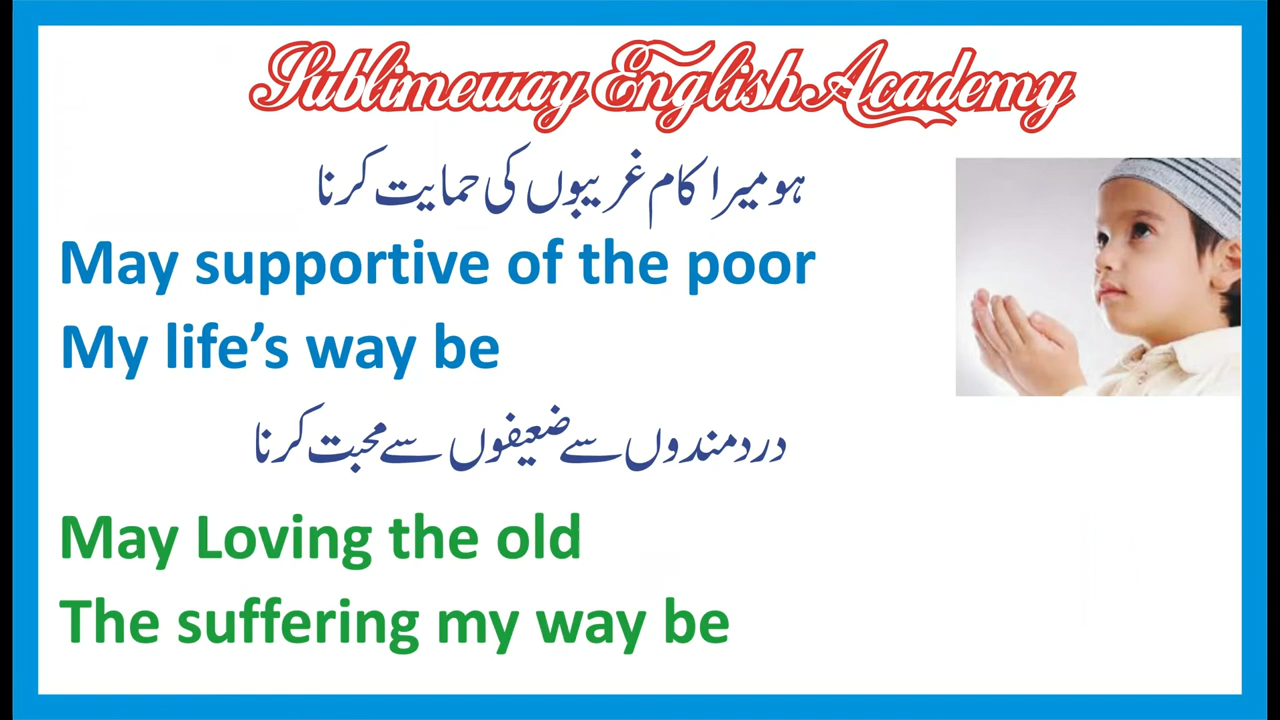 Sublimeway English Academy
ہو میرا کام غریبوں کی حمایت کرنا
May supportive of the poor
My life’s way be
درد مندوں سے ضعیفوں سے محبت کرنا
May Loving the old
The suffering my way be